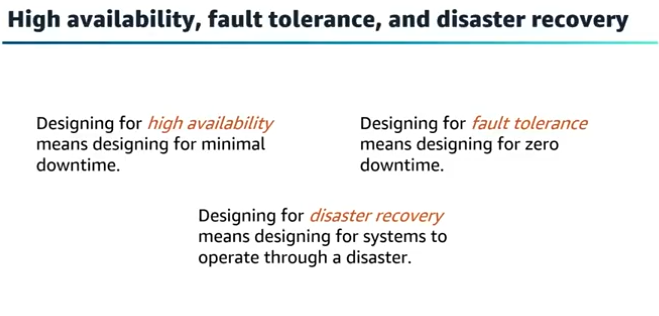 High availability, fault tolerance, and disaster recovery
Designing for high availability
means designing for minimal
downtime.
Designing for fault tolerance
means designing for zero
downtime.
Designing for disaster recovery
means designing for systems to
operate through a disaster.